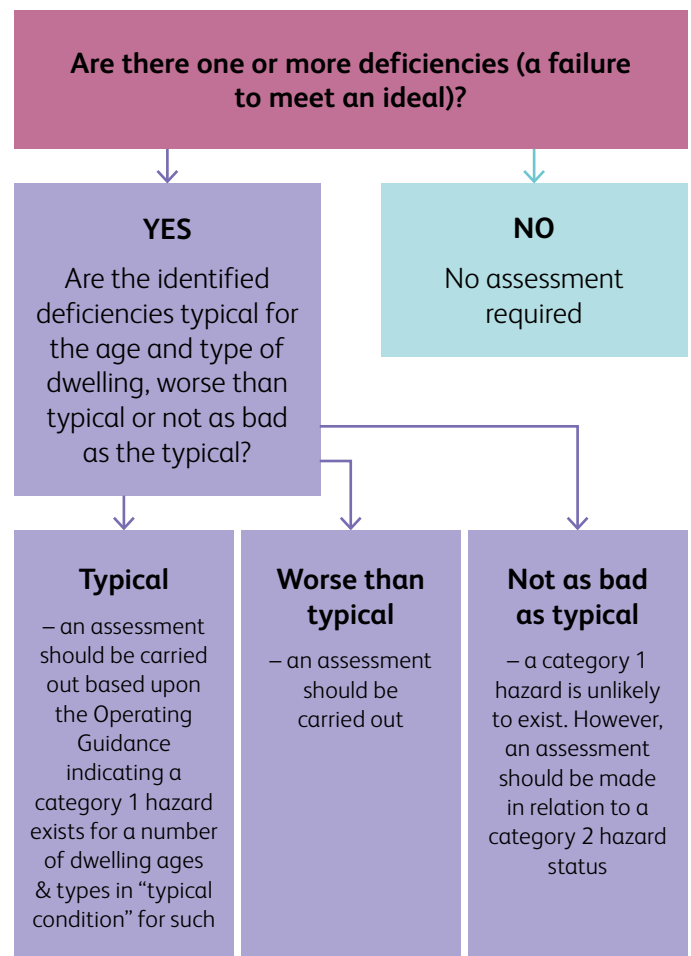 Are there one or more deficiencies (a failure
to meet an ideal)?
YES
Are the identified
deficiencies typical for
the age and type of
dwelling, worse than
typical or not as bad
as the typical?
NO
No assessment
required
Typical
– an assessment
should be carried
out based upon
the Operating
Guidance
indicating a
category 1 hazard
exists for a number
of dwelling ages
& types in “typical
condition” for such
Worse than
typical
– an assessment
should be
carried out
Not as bad
as typical
– a category 1
hazard is unlikely
to exist. However,
an assessment
should be made
in relation to a
category 2 hazard
status